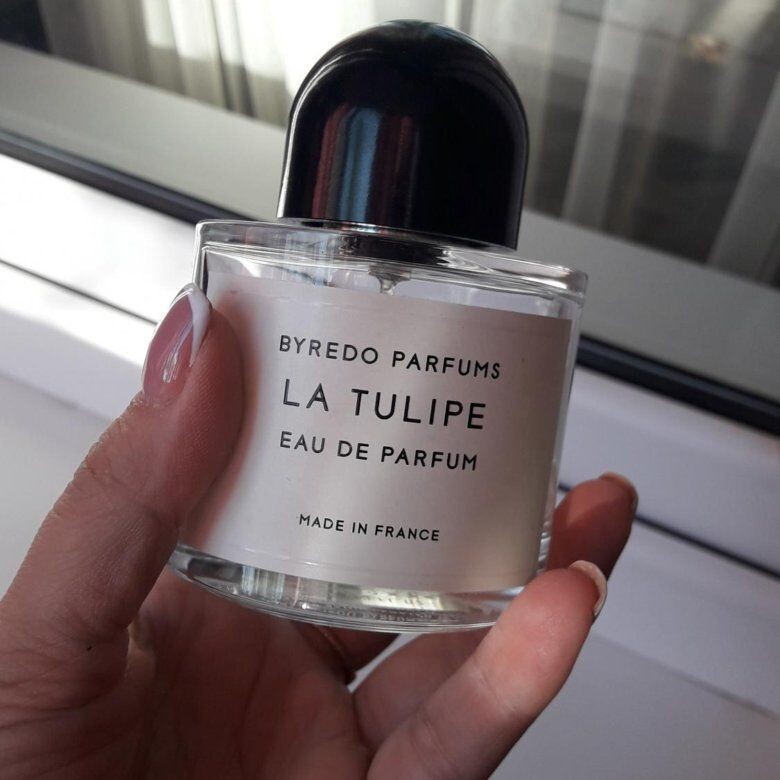 BYREDO PARFUMS
LA TULIPE
EAU DE PARFUM
MADE IN FRANCE